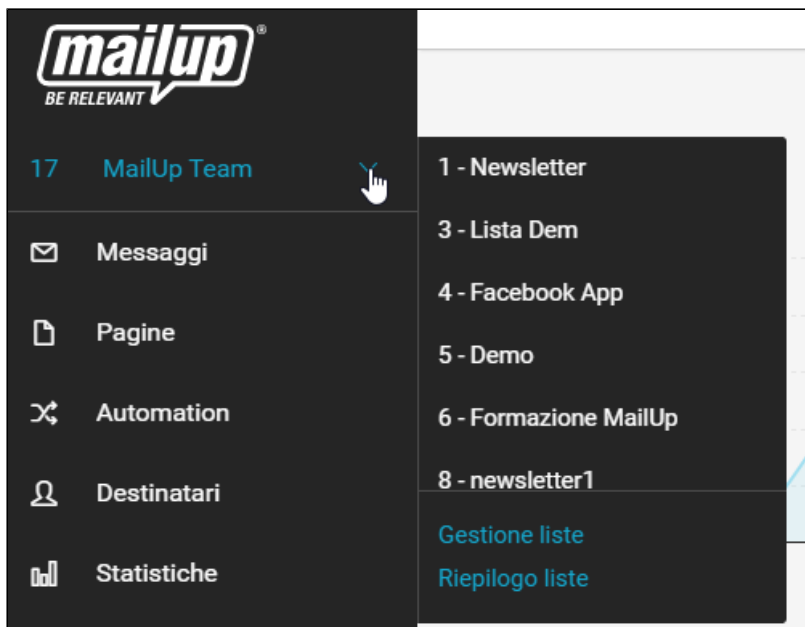 mailup®
BE RELEVANT
17 MailUp Team
Messaggi
Pagine
Automation
Destinatari
Statistiche
1 - Newsletter
3 - Lista Dem
4 - Facebook App
5 - Demo
6 - Formazione MailUp
8 - newsletter1
Gestione liste
Riepilogo liste